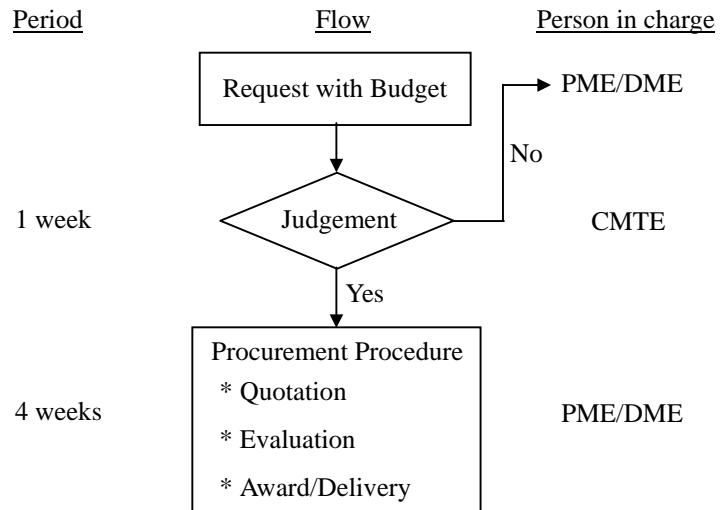 Period Flow Person in charge
Request with Budget PME/DME
No
1 week Judgement CMTE
Yes
Procurement Procedure
* Quotation
4 weeks PME/DME
* Evaluation
* Award/Delivery